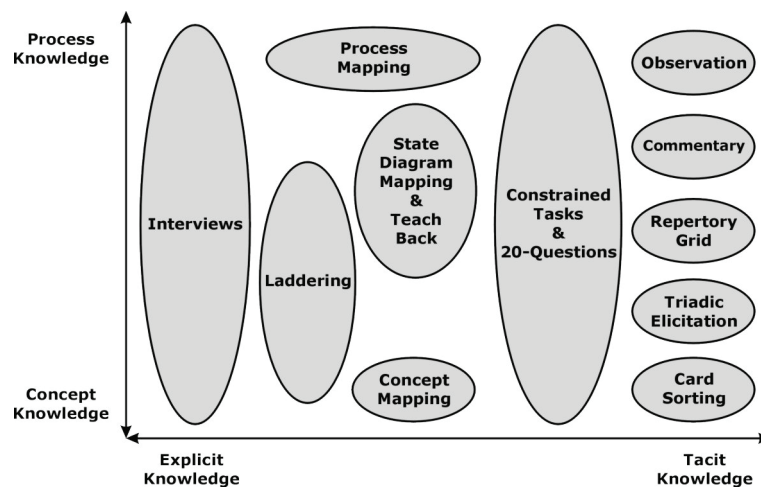 Process
Knowledge
Process
Mapping
Observation
State
Diagram
Mapping
&
Teach
Back
Commentary
Interviews
Laddering
Constrained
Tasks
&
20-Questions
Repertory
Grid
Triadic
Elicitation
Concept
Mapping
Card
Sorting
Concept
Knowledge
Explicit
Knowledge
Tacit
Knowledge